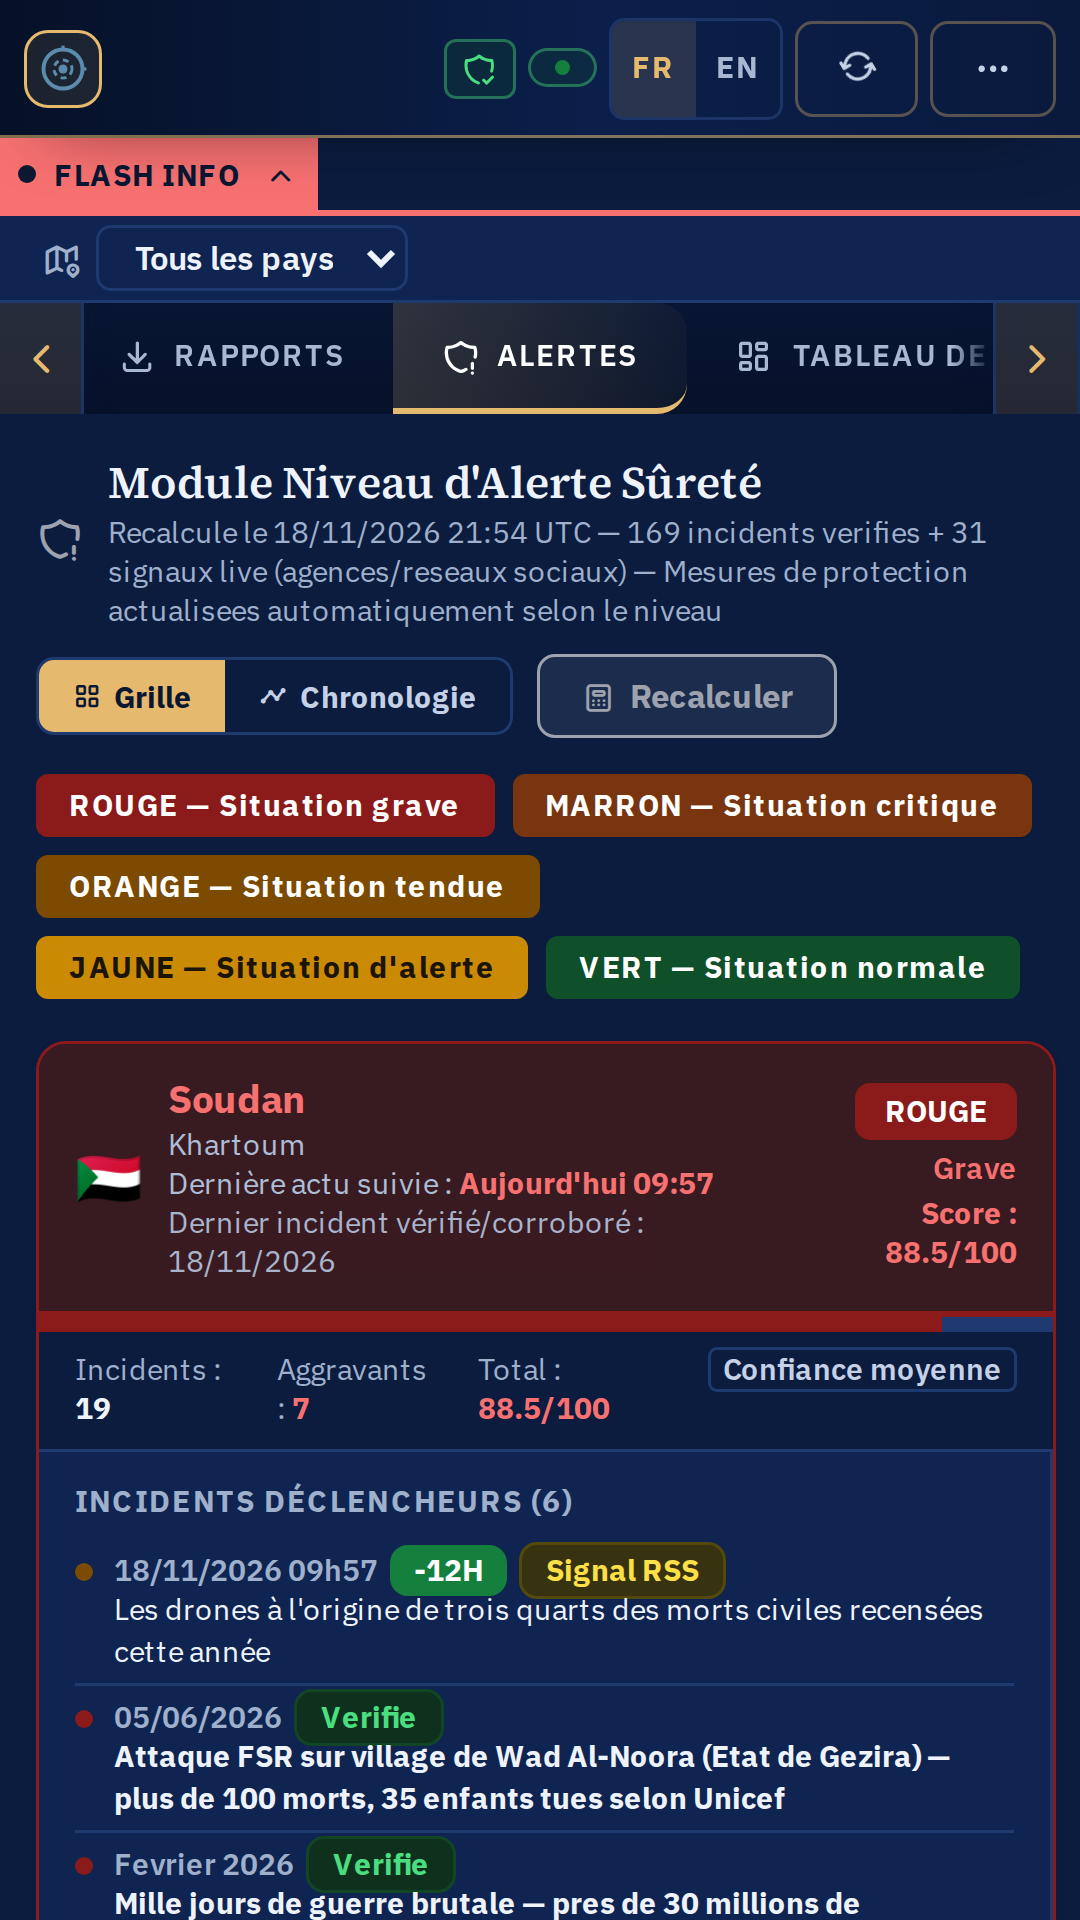 FR EN
FLASH INFO
Tous les pays
RAPPORTS ALERTES TABLEAU DE
Module Niveau d'Alerte Sûreté
Recalcule le 18/11/2026 21:54 UTC — 169 incidents verifies + 31
signaux live (agences/reseaux sociaux) — Mesures de protection
actualisees automatiquement selon le niveau
Grille Chronologie Recalculer
ROUGE — Situation grave MARRON — Situation critique
ORANGE — Situation tendue
JAUNE — Situation d'alerte VERT — Situation normale
Soudan
Khartoum
Dernière actu suivie : Aujourd'hui 09:57
Dernier incident vérifié/corroboré :
18/11/2026
ROUGE
Grave
Score :
88.5/100
Incidents :
19
Aggravants
: 7
Total :
88.5/100
Confiance moyenne
INCIDENTS DÉCLENCHEURS (6)
18/11/2026 09h57 -12H Signal RSS
Les drones à l'origine de trois quarts des morts civiles recensées
cette année
05/06/2026 Verifie
Attaque FSR sur village de Wad Al-Noora (Etat de Gezira) —
plus de 100 morts, 35 enfants tues selon Unicef
Fevrier 2026 Verifie
Mille jours de guerre brutale — pres de 30 millions de